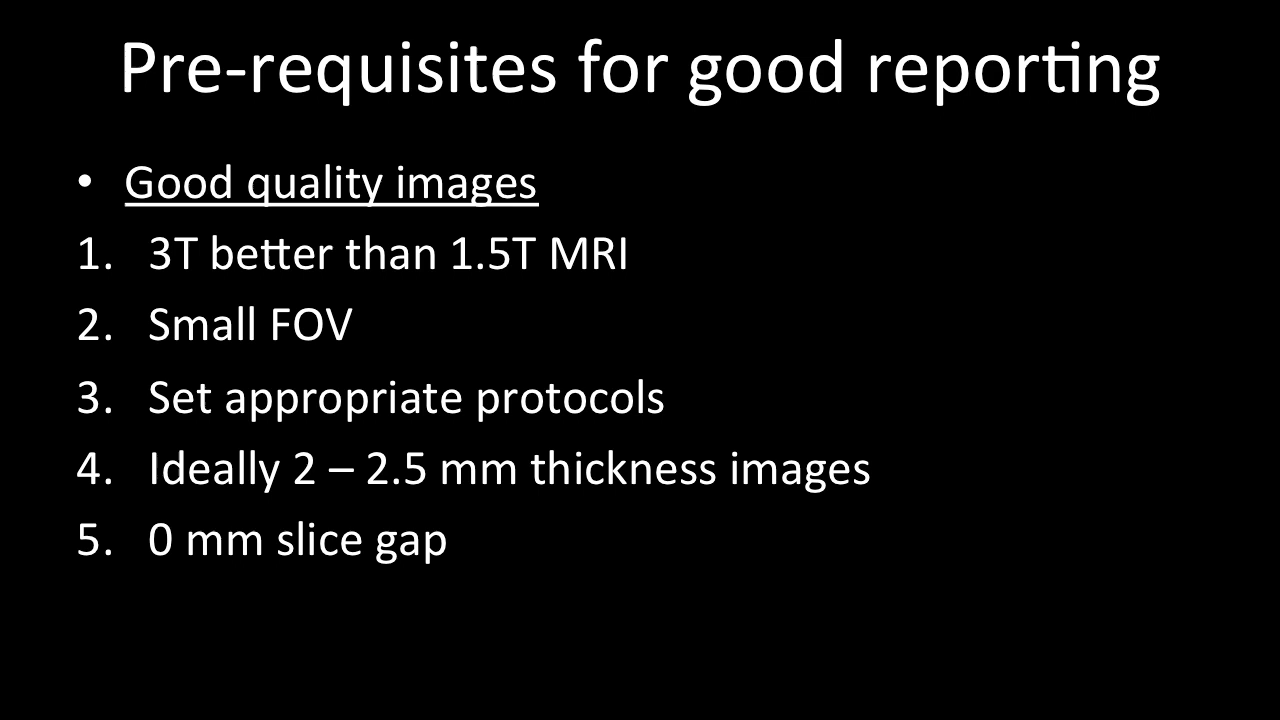 Pre-requisites for good reporting
• Good quality images
1. 3T better than 1.5T MRI
2. Small FOV
3. Set appropriate protocols
4. Ideally 2 – 2.5 mm thickness images
5. 0 mm slice gap